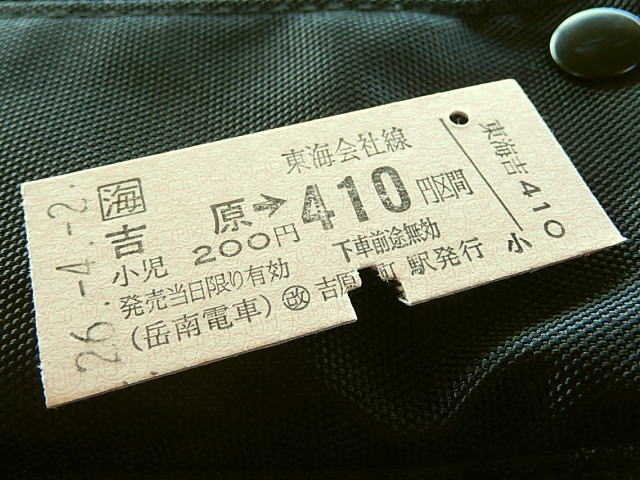 26.-4.-2.
海 東海会社線
吉原→410円区間
小児 200円 下車前途無効
発売当日限り有効
(岳南電車) 改 吉原 町駅発行
東海吉410
小